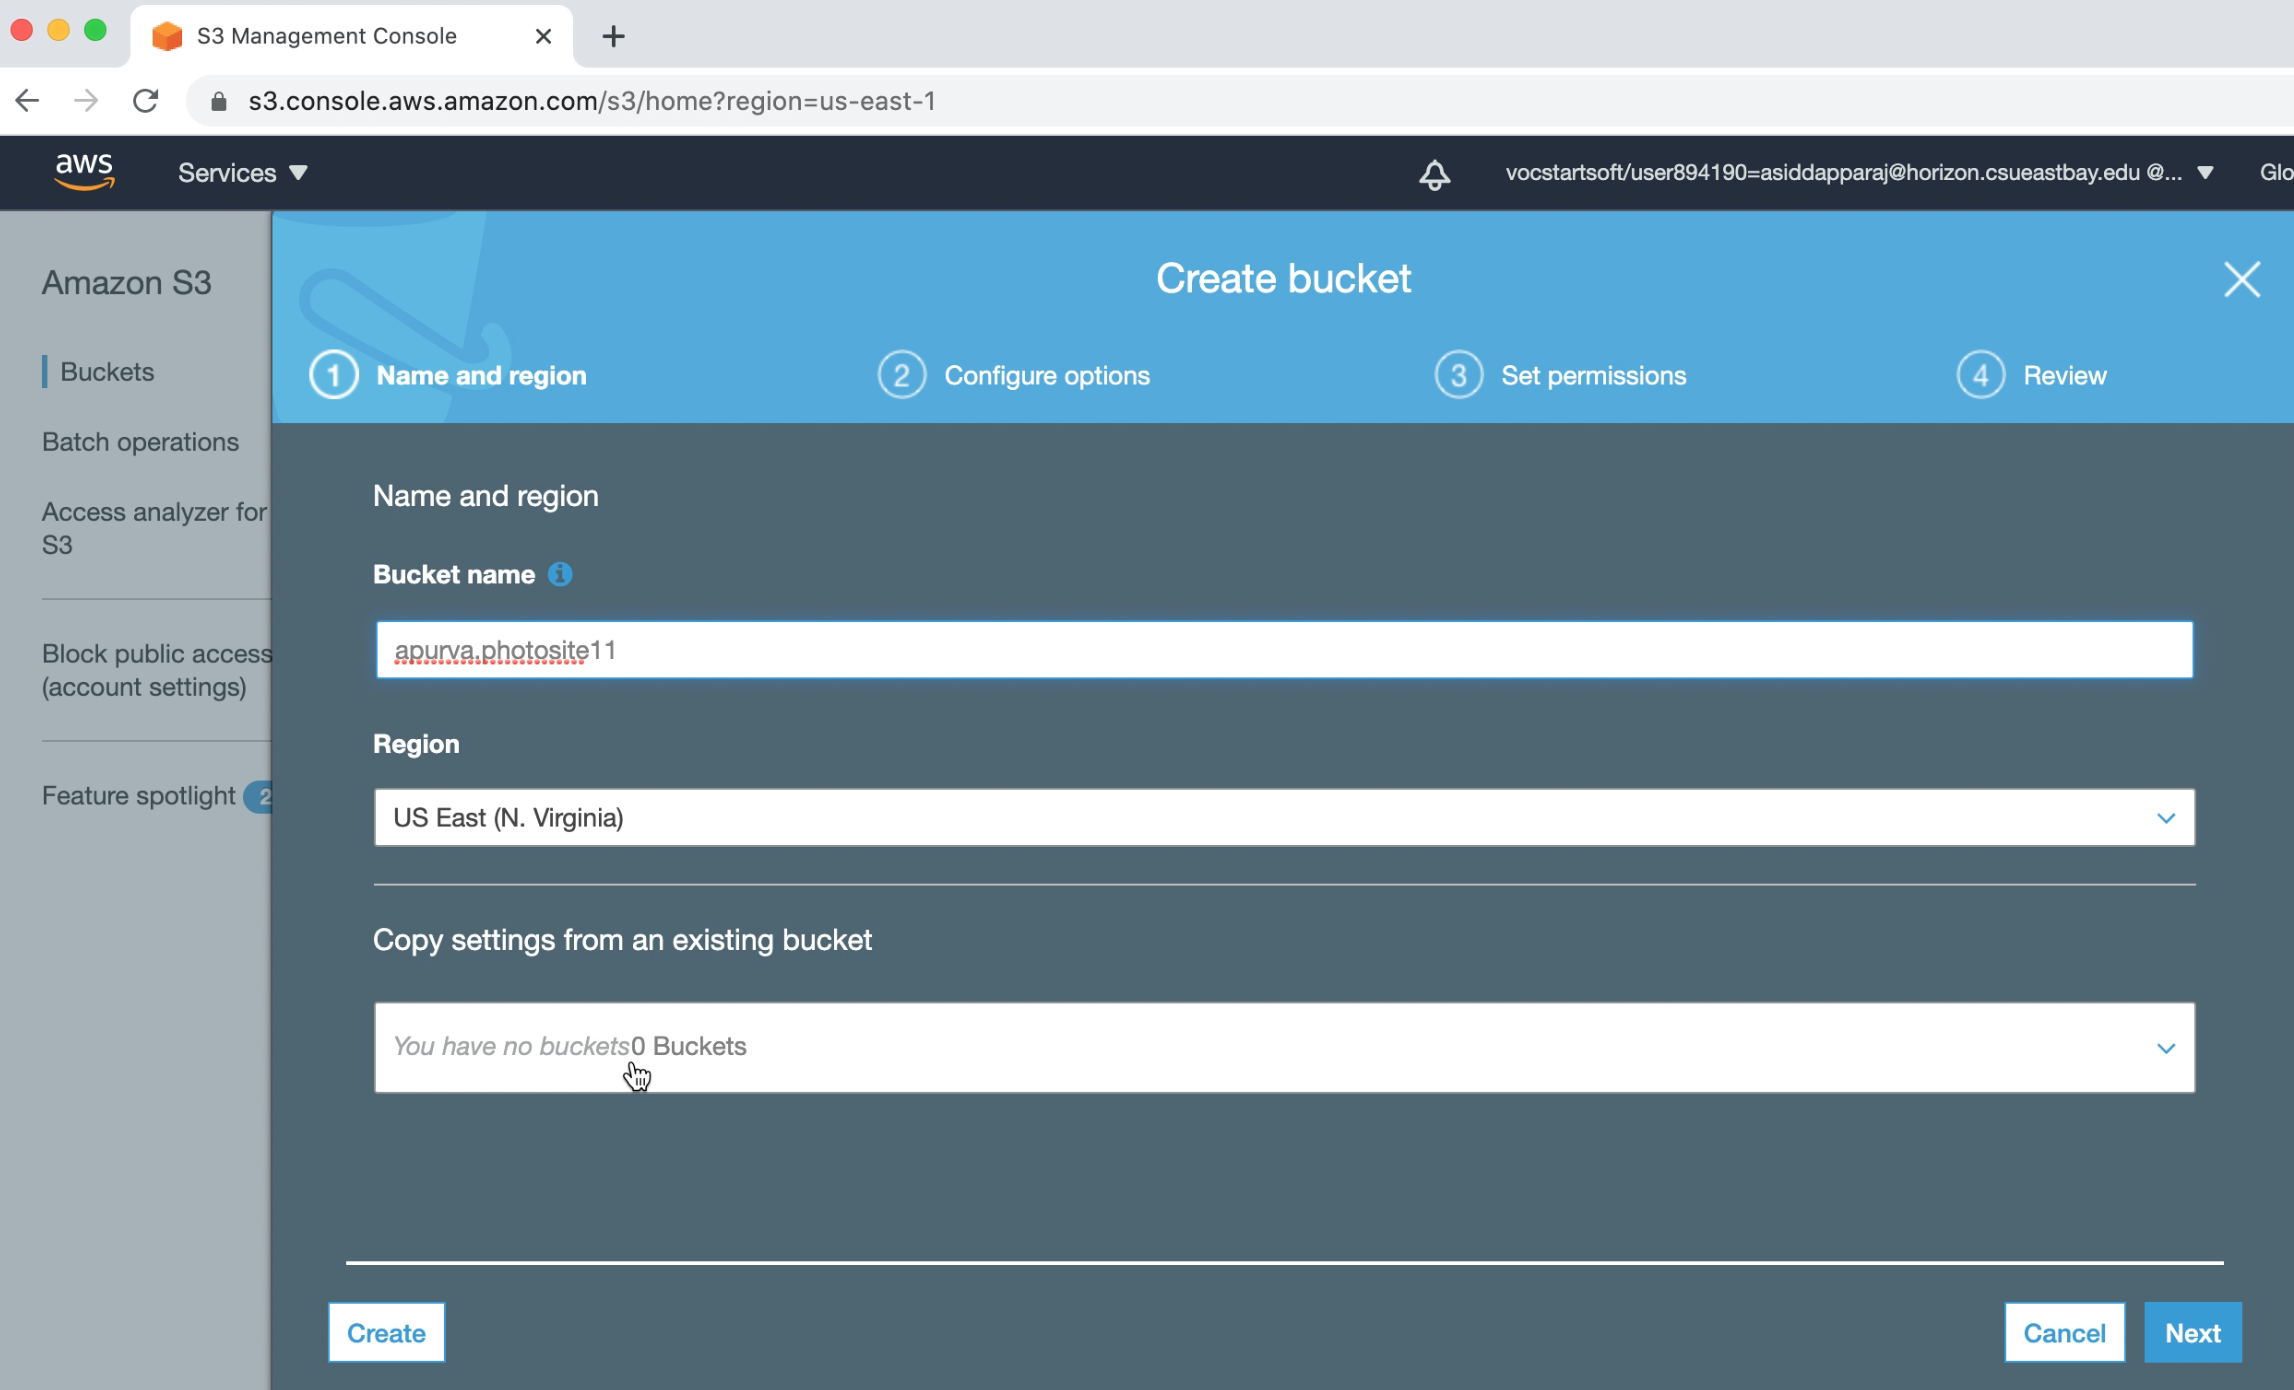 S3 Management Console
s3.console.aws.amazon.com/s3/home?region=us-east-1
aws
Services
vocstartsoft/user894190=asiddapparaj@horizon.csueastbay.edu @...
Glo
Amazon S3
Buckets
Batch operations
Access analyzer for
S3
Block public access
(account settings)
Feature spotlight 2
Create bucket
1 Name and region
2 Configure options
3 Set permissions
4 Review
Name and region
Bucket name
apurva.photosite11
Region
US East (N. Virginia)
Copy settings from an existing bucket
You have no buckets0 Buckets
Create
Cancel
Next